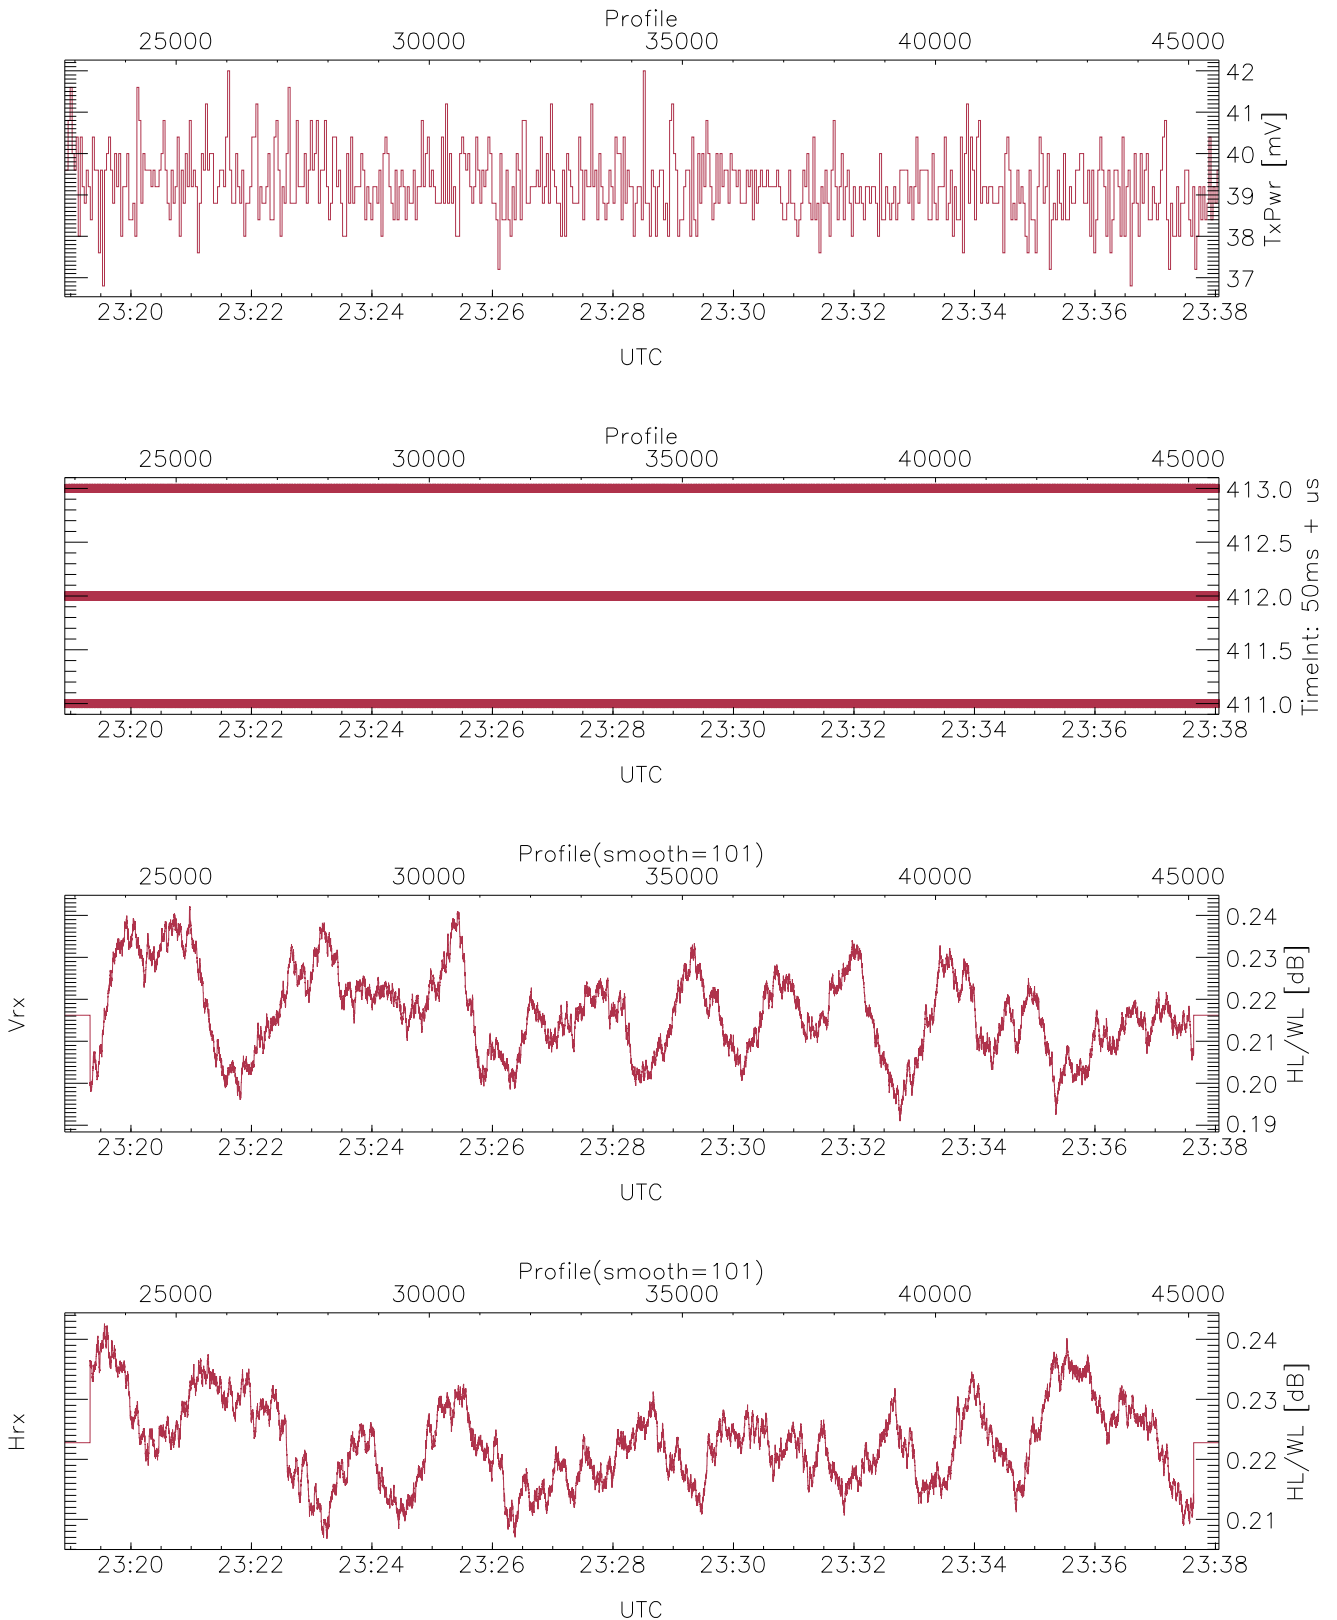 Profile
25000 30000 35000 40000 45000
42
41
40
39
38
37
TxPwr [mV]
23:20 23:22 23:24 23:26 23:28 23:30 23:32 23:34 23:36 23:38
UTC
Profile
25000 30000 35000 40000 45000
413.0
412.5
412.0
411.5
411.0
TimeInt: 50ms + us
23:20 23:22 23:24 23:26 23:28 23:30 23:32 23:34 23:36 23:38
UTC
Profile(smooth=101)
25000 30000 35000 40000 45000
Vrx
0.24
0.23
0.22
0.21
0.20
0.19
HL/WL [dB]
23:20 23:22 23:24 23:26 23:28 23:30 23:32 23:34 23:36 23:38
UTC
Profile(smooth=101)
25000 30000 35000 40000 45000
Hrx
0.24
0.23
0.22
0.21
HL/WL [dB]
23:20 23:22 23:24 23:26 23:28 23:30 23:32 23:34 23:36 23:38
UTC